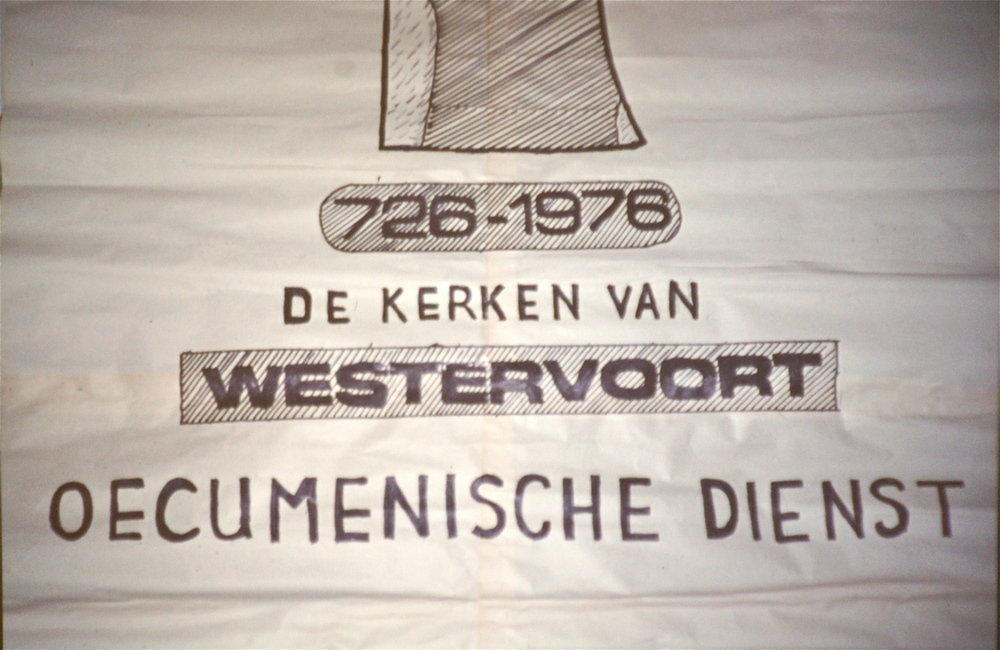 726-1976
DE KERKEN VAN
WESTERVOORT
OECUMENISCHE DIENST